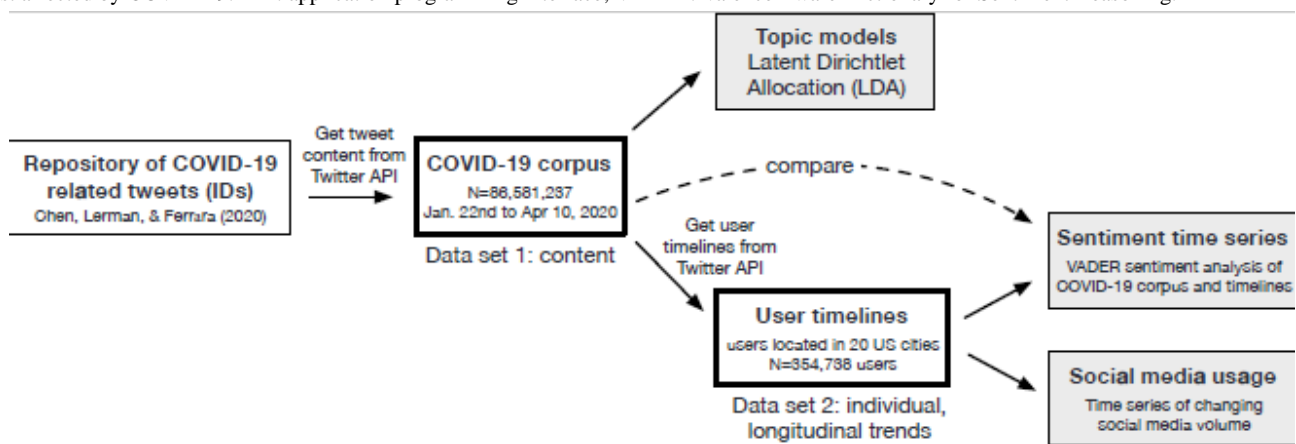 Topic models
Latent Dirichtlet
Allocation (LDA)
Get tweet
content from
Twitter API
Repository of COVID-19
related tweets (IDs)
Chen, Lerman, & Ferrara (2020)
COVID-19 corpus
N=86,581,237
Jan. 22nd to Apr 10, 2020
Data set 1: content
compare
Get user
timelines from
Twitter API
Sentiment time series
VADER sentiment analysis of
COVID-19 corpus and timelines
User timelines
users located in 20 US cities
N=354,738 users
Data set 2: individual,
longitudinal trends
Social media usage
Time series of changing
social media volume